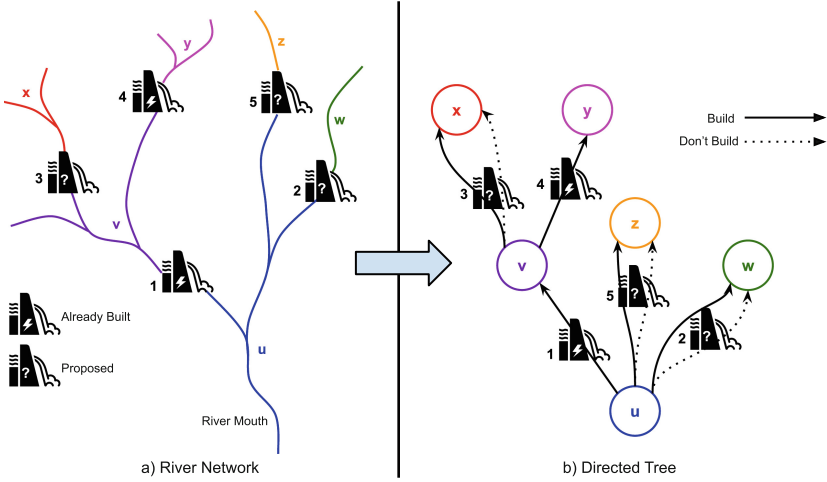 x
y
z
w
4
5
3
2
v
1
u
?
?
?
Already Built
?
Proposed
River Mouth
a) River Network
x
y
Build
Don't Build
3
?
4
z
v
w
5
?
1
2
?
u
b) Directed Tree